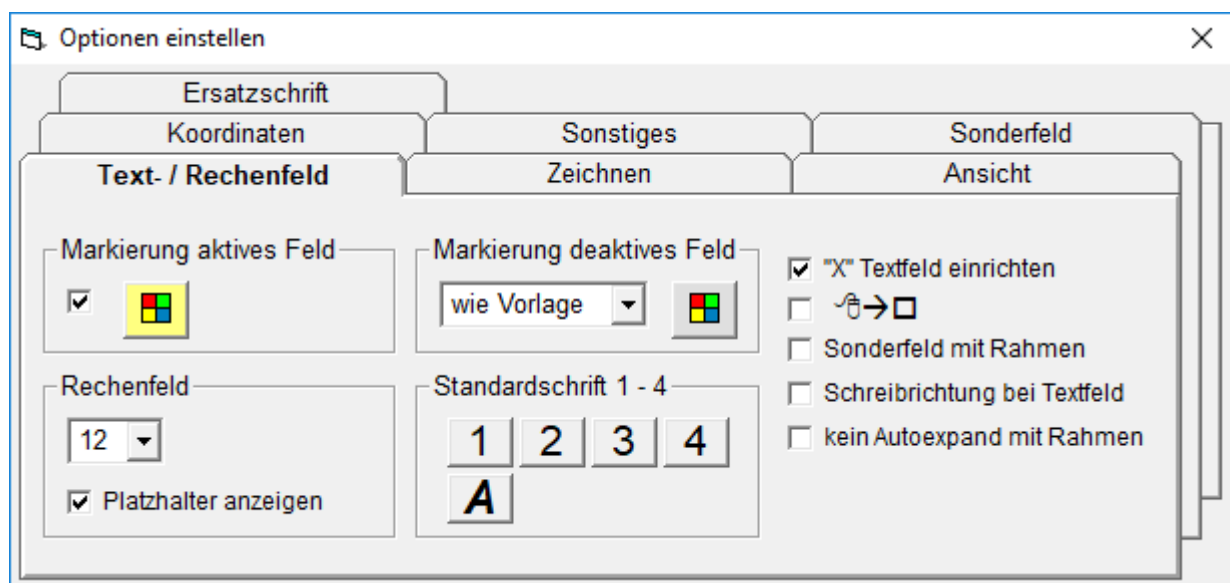 Optionen einstellen
Ersatzschrift
Koordinaten Sonstiges Sonderfeld
Text- / Rechenfeld Zeichnen Ansicht
Markierung aktives Feld
Markierung deaktives Feld
wie Vorlage
"X" Textfeld einrichten
Sonderfeld mit Rahmen
Schreibrichtung bei Textfeld
kein Autoexpand mit Rahmen
Rechenfeld
12
Platzhalter anzeigen
Standardschrift 1 - 4
1 2 3 4
A